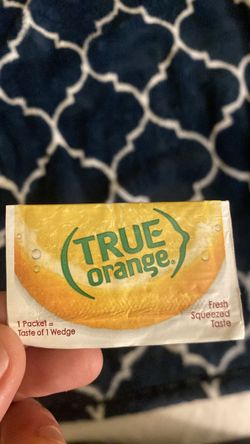 TRUE
orange®
1 Packet =
Taste of 1 Wedge
Fresh
Squeezed
Taste